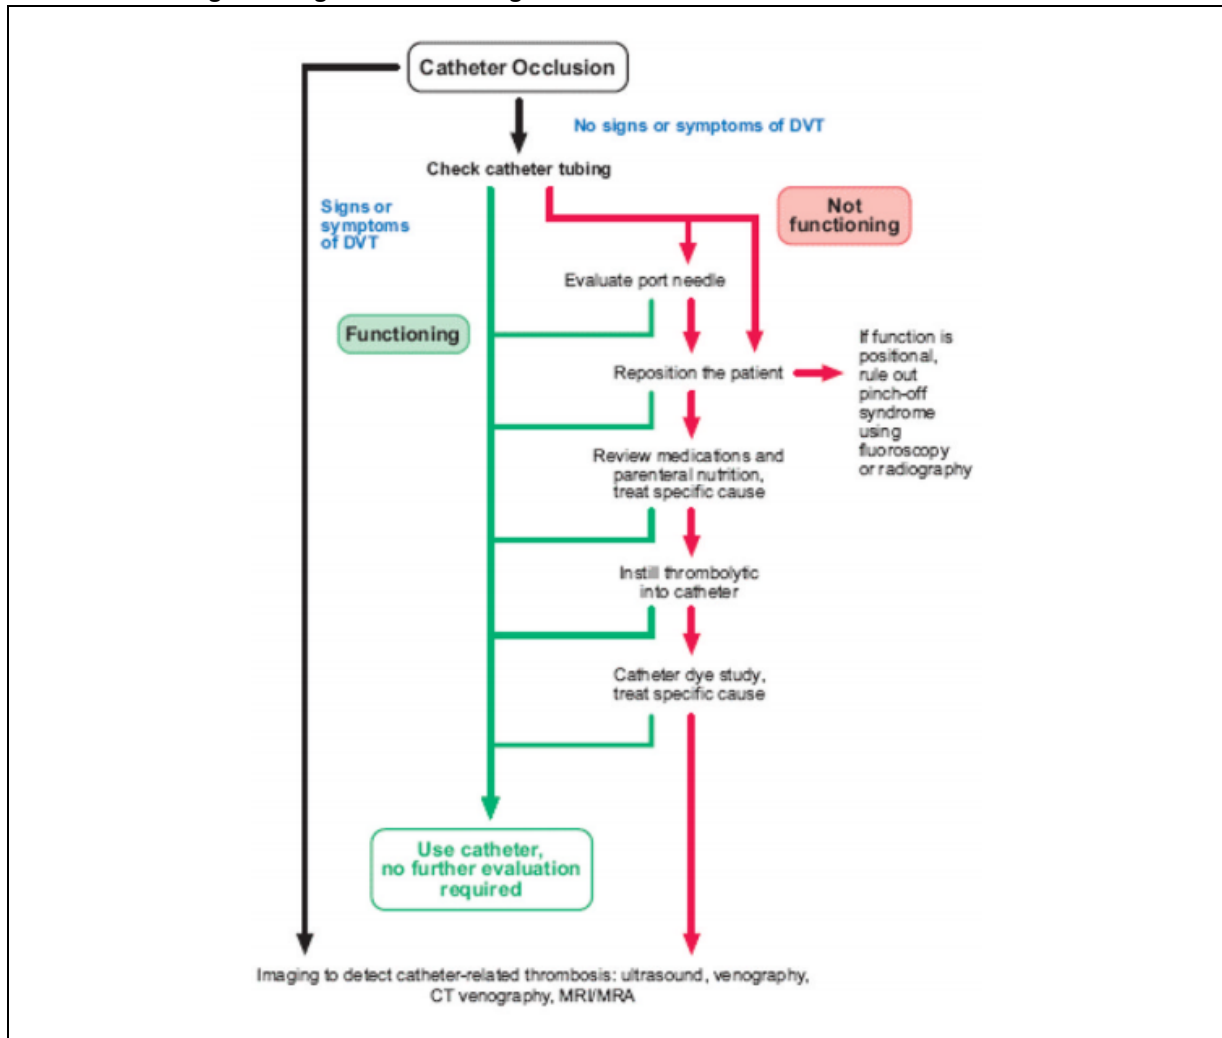 Catheter Occlusion
No signs or symptoms of DVT
Check catheter tubing
Signs or
symptoms
of DVT
Not
functioning
Evaluate port needle
Functioning
If function is
positional,
rule out
pinch-off
syndrome
using
fluoroscopy
or radiography
Reposition the patient
Review medications and
parenteral nutrition,
treat specific cause
Instill thrombolytic
into catheter
Catheter dye study,
treat specific cause
Use catheter,
no further evaluation
required
Imaging to detect catheter-related thrombosis: ultrasound, venography,
CT venography, MRI/MRA